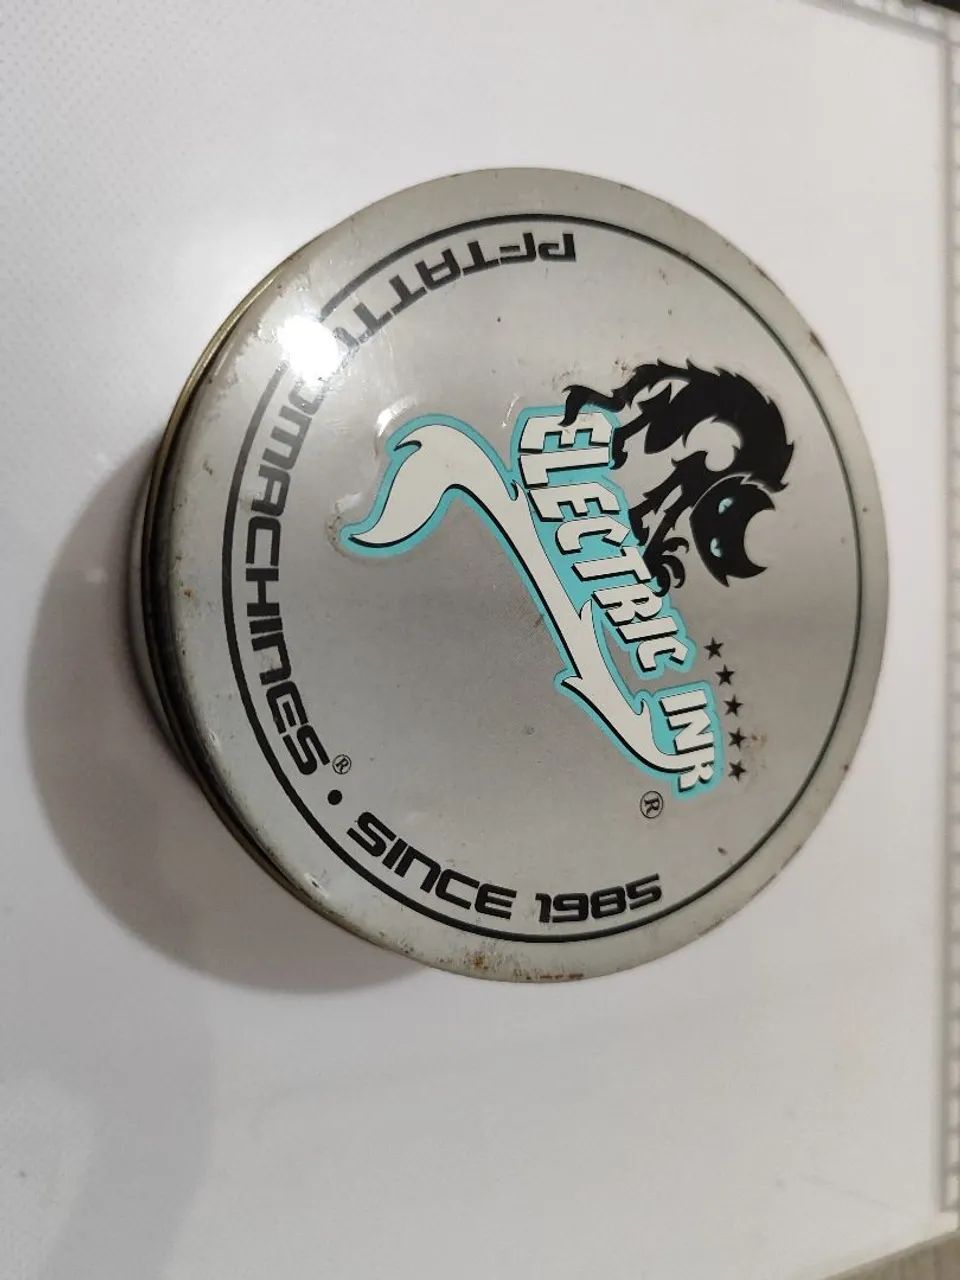 ELECTRIC INK
®
PFTATTOOMACHINES® • SINCE 1985